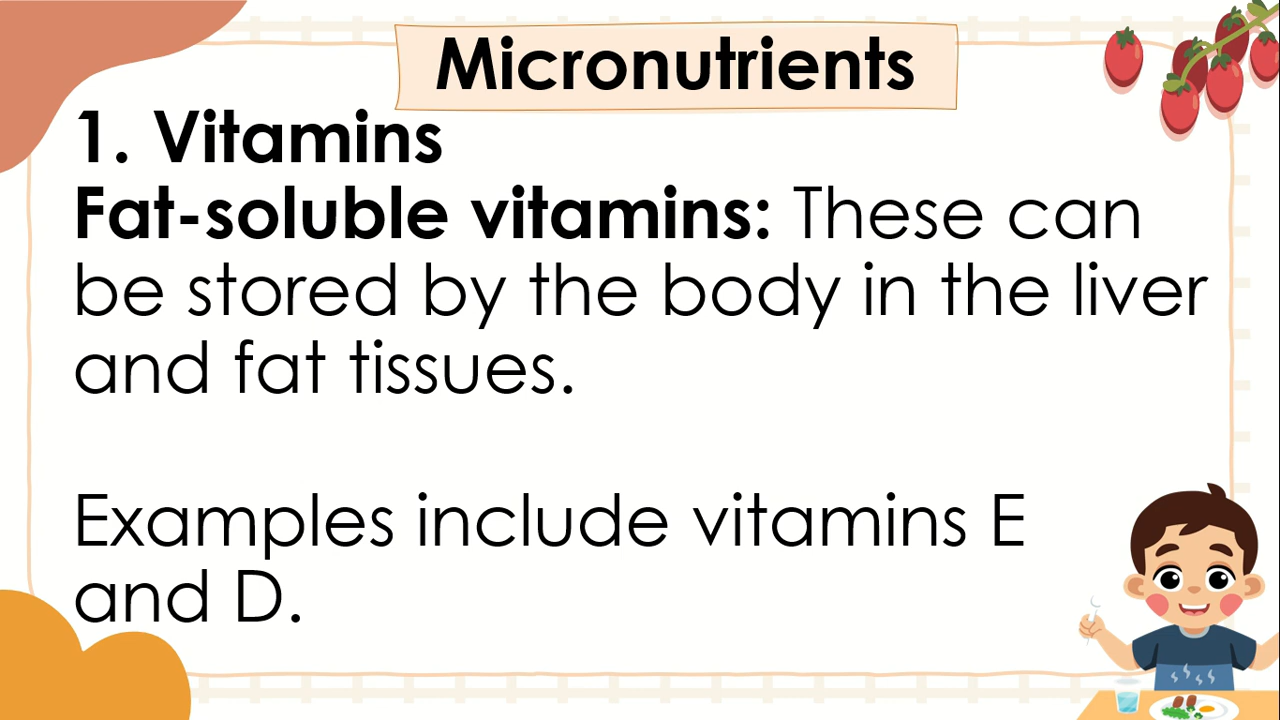 Micronutrients
1. Vitamins
Fat-soluble vitamins: These can
be stored by the body in the liver
and fat tissues.
Examples include vitamins E
and D.